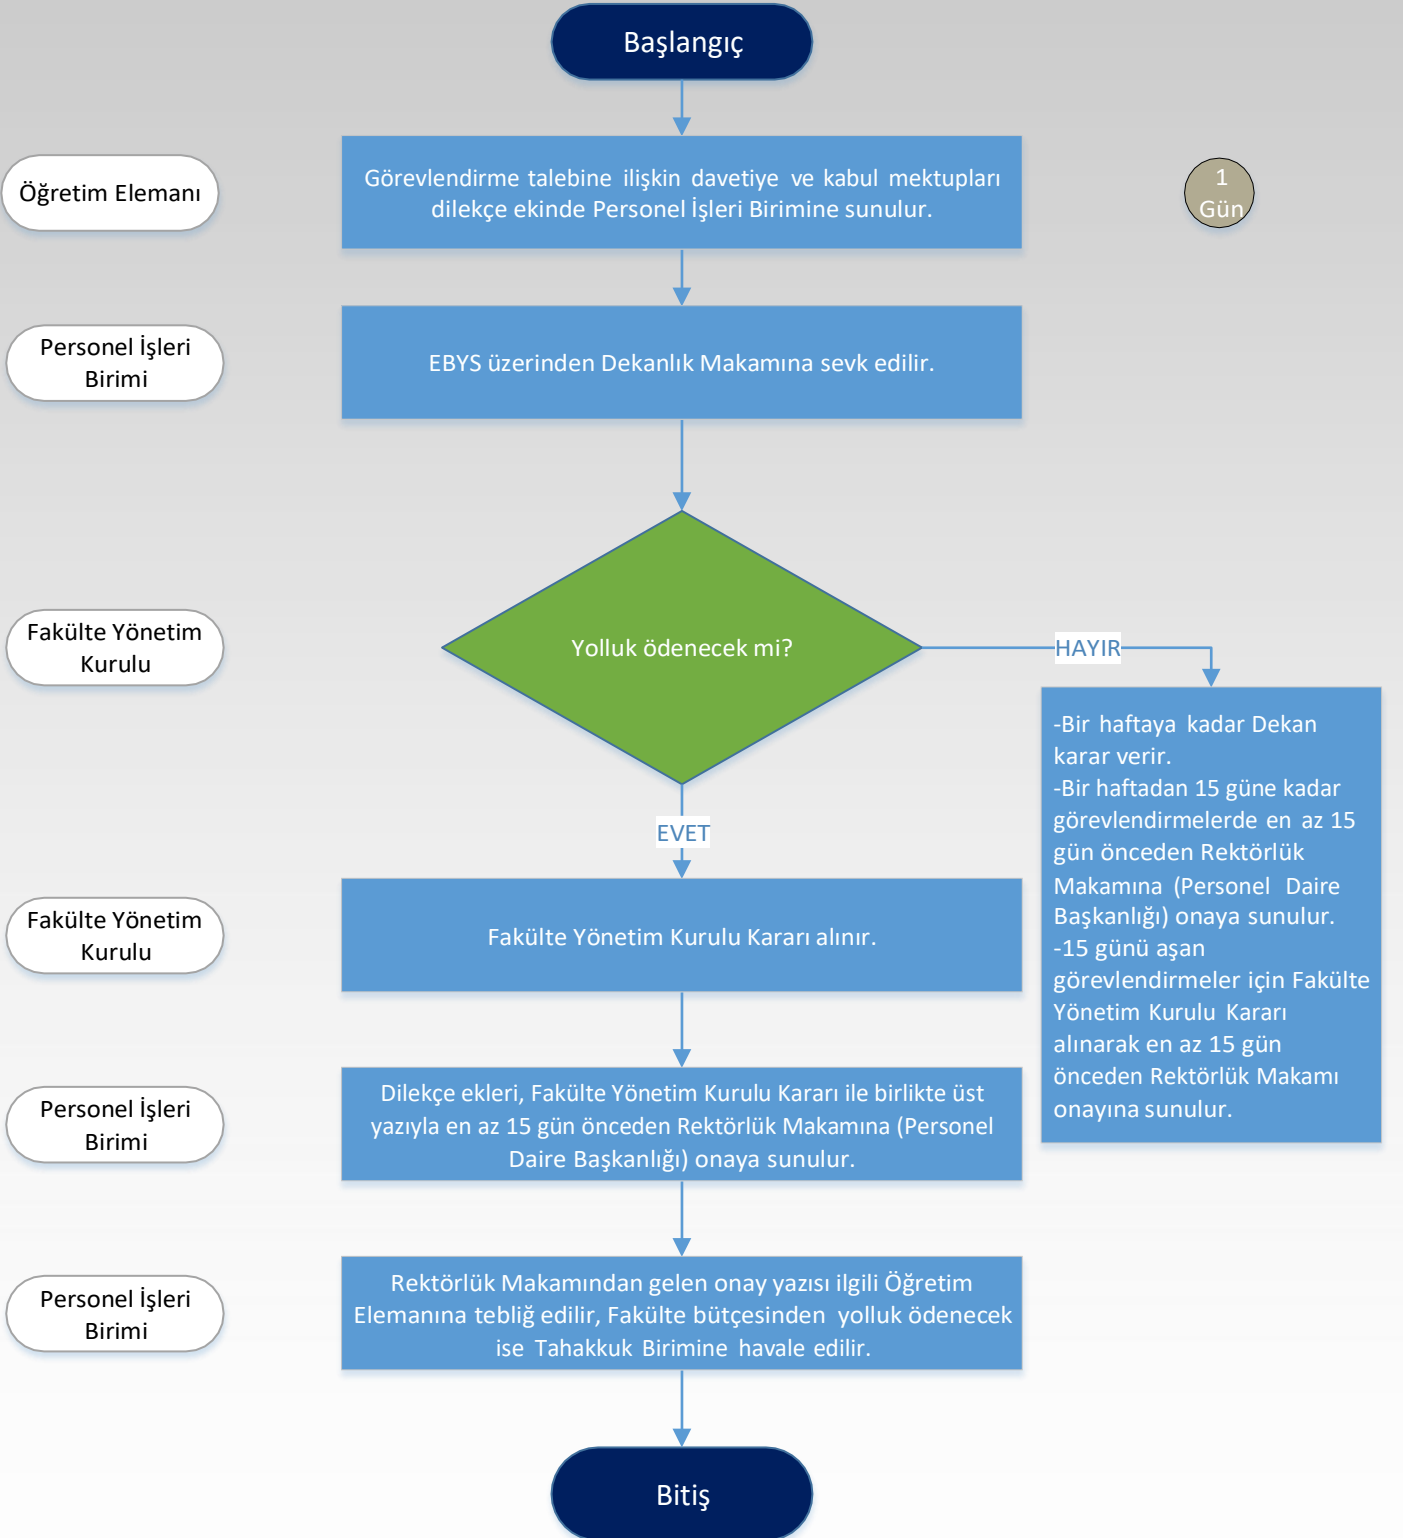 Başlangıç
Öğretim Elemanı
Görevlendirme talebine ilişkin davetiye ve kabul mektupları
dilekçe ekinde Personel İşleri Birimine sunulur.
1
Gün
Personel İşleri
Birimi
EBYS üzerinden Dekanlık Makamına sevk edilir.
Fakülte Yönetim
Kurulu
Yolluk ödenecek mi?
HAYIR
-Bir haftaya kadar Dekan
karar verir.
-Bir haftadan 15 güne kadar
görevlendirmelerde en az 15
gün önceden Rektörlük
Makamına (Personel Daire
Başkanlığı) onaya sunulur.
-15 günü aşan
görevlendirmeler için Fakülte
Yönetim Kurulu Kararı
alınarak en az 15 gün
önceden Rektörlük Makamı
onayına sunulur.
EVET
Fakülte Yönetim
Kurulu
Fakülte Yönetim Kurulu Kararı alınır.
Personel İşleri
Birimi
Dilekçe ekleri, Fakülte Yönetim Kurulu Kararı ile birlikte üst
yazıyla en az 15 gün önceden Rektörlük Makamına (Personel
Daire Başkanlığı) onaya sunulur.
Personel İşleri
Birimi
Rektörlük Makamından gelen onay yazısı ilgili Öğretim
Elemanına tebliğ edilir, Fakülte bütçesinden yolluk ödenecek
ise Tahakkuk Birimine havale edilir.
Bitiş